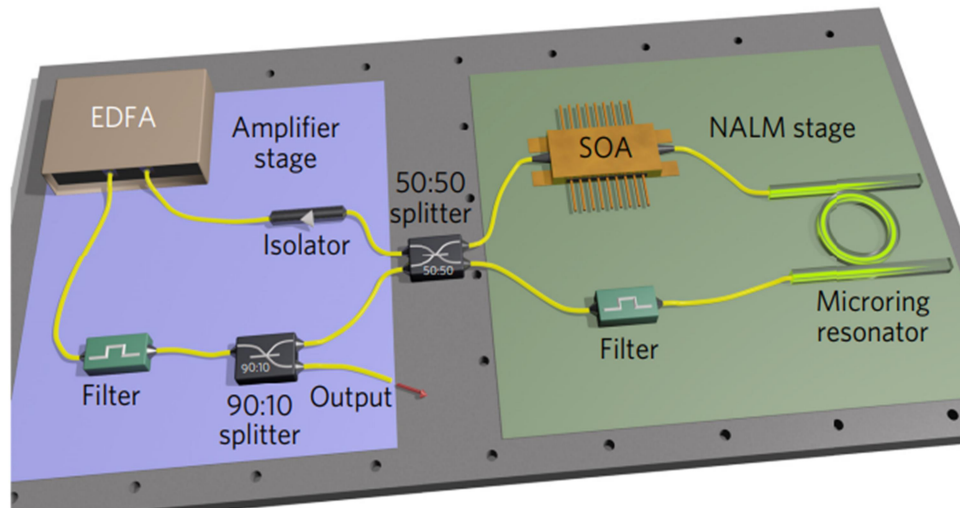 EDFA
Amplifier
stage
Isolator
50:50
splitter
50:50
SOA
NALM stage
Microring
resonator
Filter
Filter
90:10
90:10
splitter
Output